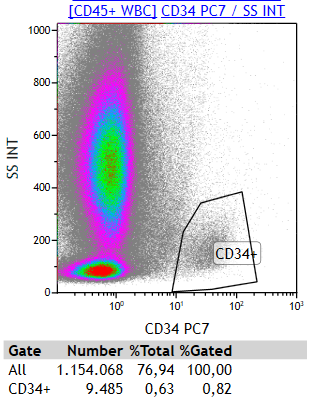 [CD45+ WBC] CD34 PC7 / SS INT
1000
800
600
400
200
0
SS INT
CD34+
10⁰ 10¹ 10² 10³
CD34 PC7
Gate Number %Total %Gated
All 1.154.068 76,94 100,00
CD34+ 9.485 0,63 0,82